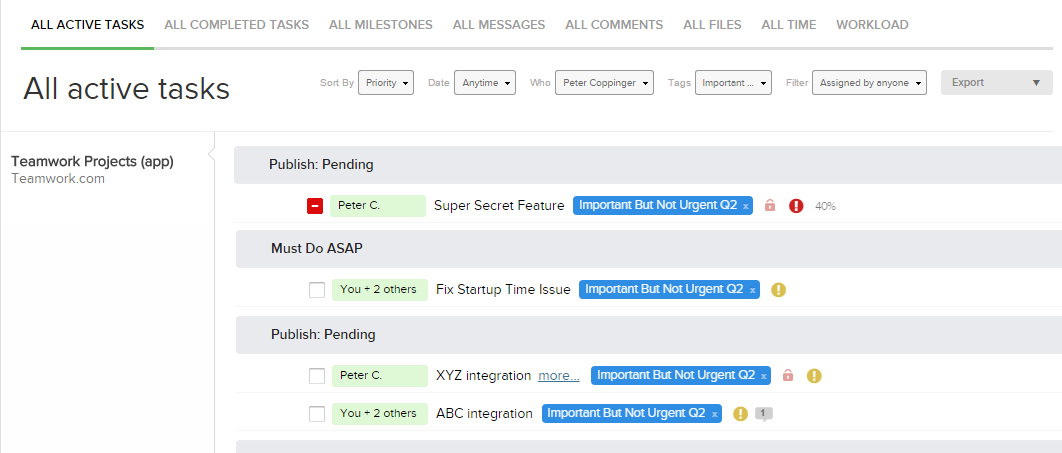 ALL ACTIVE TASKS ALL COMPLETED TASKS ALL MILESTONES ALL MESSAGES ALL COMMENTS ALL FILES ALL TIME WORKLOAD
All active tasks Sort By Priority Date Anytime Who Peter Coppinger Tags Important ... Filter Assigned by anyone Export
Teamwork Projects (app)
Teamwork.com
Publish: Pending
Peter C. Super Secret Feature Important But Not Urgent Q2 x 40%
Must Do ASAP
You + 2 others Fix Startup Time Issue Important But Not Urgent Q2 x
Publish: Pending
Peter C. XYZ integration more... Important But Not Urgent Q2 x
You + 2 others ABC integration Important But Not Urgent Q2 x 1